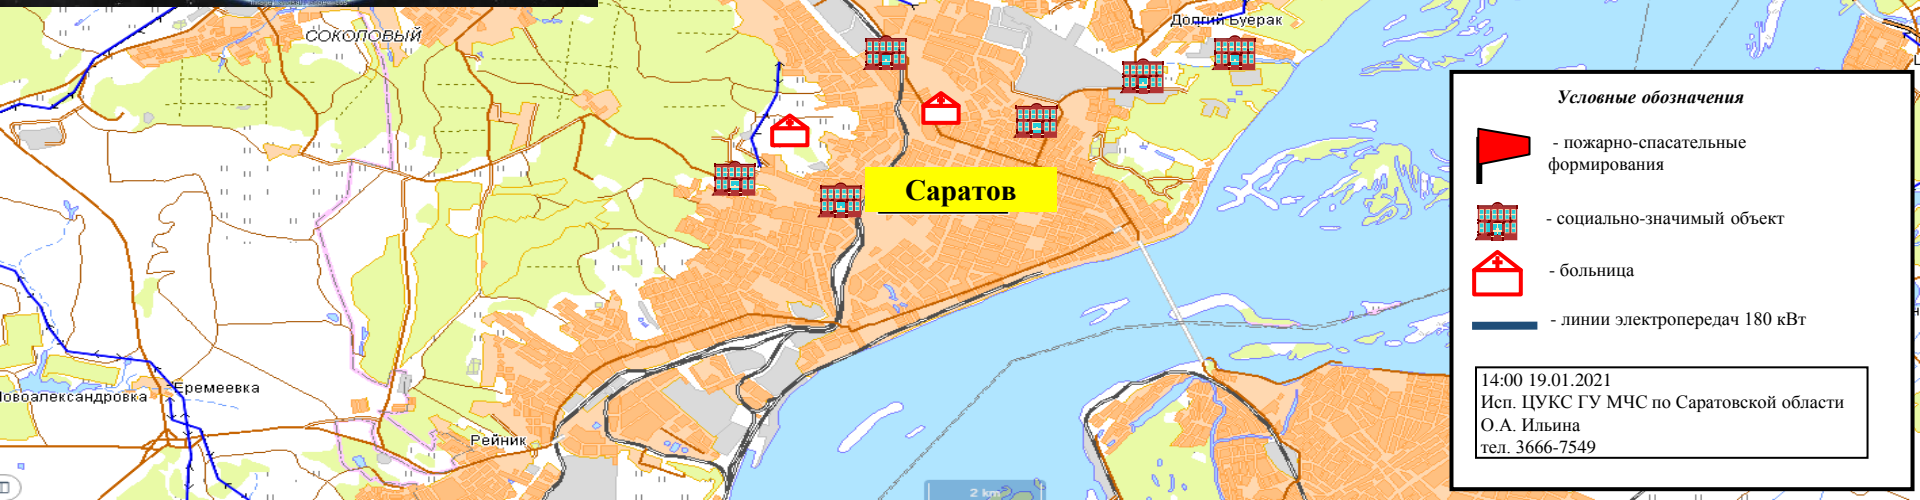 СОКОЛОВЫЙ
Долгий Буерак
Саратов
Еремеевка
Новоалександровка
Рейник
2 km
Условные обозначения
- пожарно-спасательные
формирования
- социально-значимый объект
- больница
- линии электропередач 180 кВт
14:00 19.01.2021
Исп. ЦУКС ГУ МЧС по Саратовской области
О.А. Ильина
тел. 3666-7549